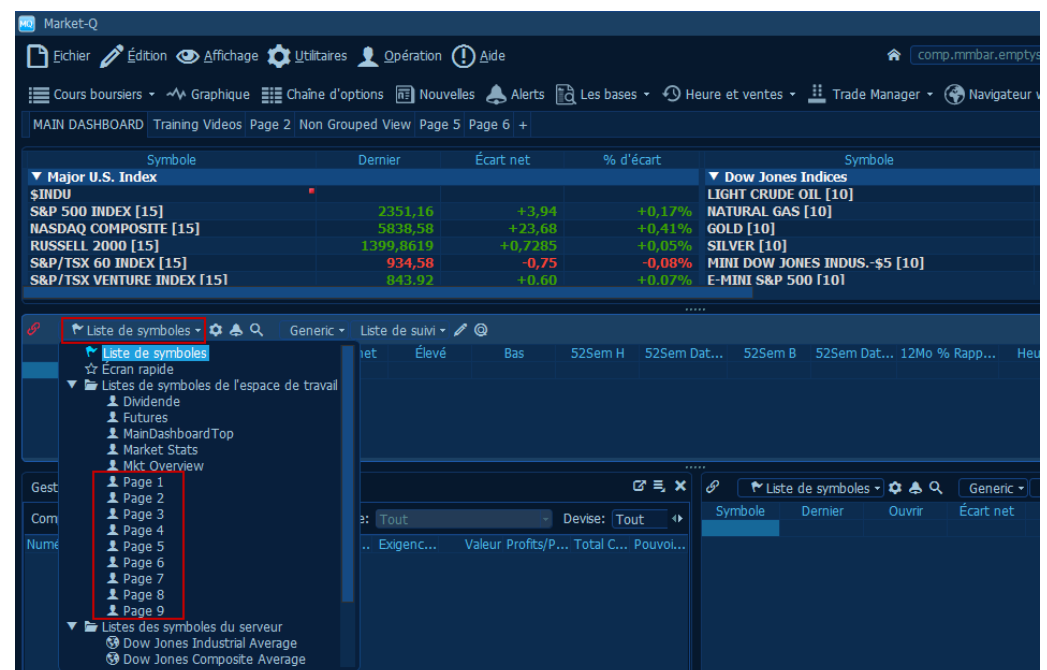 MQ Market-Q
Fichier Édition Affichage Utilitaires Opération Aide comp.mmbar.emptys
Cours boursiers Graphique Chaîne d'options Nouvelles Alerts Les bases Heure et ventes Trade Manager Navigateur
MAIN DASHBOARD Training Videos Page 2 Non Grouped View Page 5 Page 6 +
Symbole Dernier Écart net % d'écart Symbole
Major U.S. Index Dow Jones Indices
$INDU LIGHT CRUDE OIL [10]
S&P 500 INDEX [15] 2351,16 +3,94 +0,17% NATURAL GAS [10]
NASDAQ COMPOSITE [15] 5838,58 +23,68 +0,41% GOLD [10]
RUSSELL 2000 [15] 1399,8619 +0,7285 +0,05% SILVER [10]
S&P/TSX 60 INDEX [15] 934,58 -0,75 -0,08% MINI DOW JONES INDUS.-$5 [10]
S&P/TSX VENTURE INDEX [15] 843.92 +0.60 +0.07% E-MINI S&P 500 [10]
Liste de symboles Generic Liste de suivi
Liste de symboles net Élevé Bas 52Sem H 52Sem Dat... 52Sem B 52Sem Dat... 12Mo % Rapp... Heu
Écran rapide
Listes de symboles de l'espace de travail
Dividende
Futures
MainDashboardTop
Market Stats
Mkt Overview
Page 1
Gest Liste de symboles Generic
Page 2
Page 3
Com e: Tout Devise: Tout Symbole Dernier Ouvrir Écart net
Page 4
Page 5
Numé .. Exigenc... Valeur Profits/P... Total C... Pouvoi...
Page 6
Page 7
Page 8
Page 9
Listes des symboles du serveur
Dow Jones Industrial Average
Dow Jones Composite Average